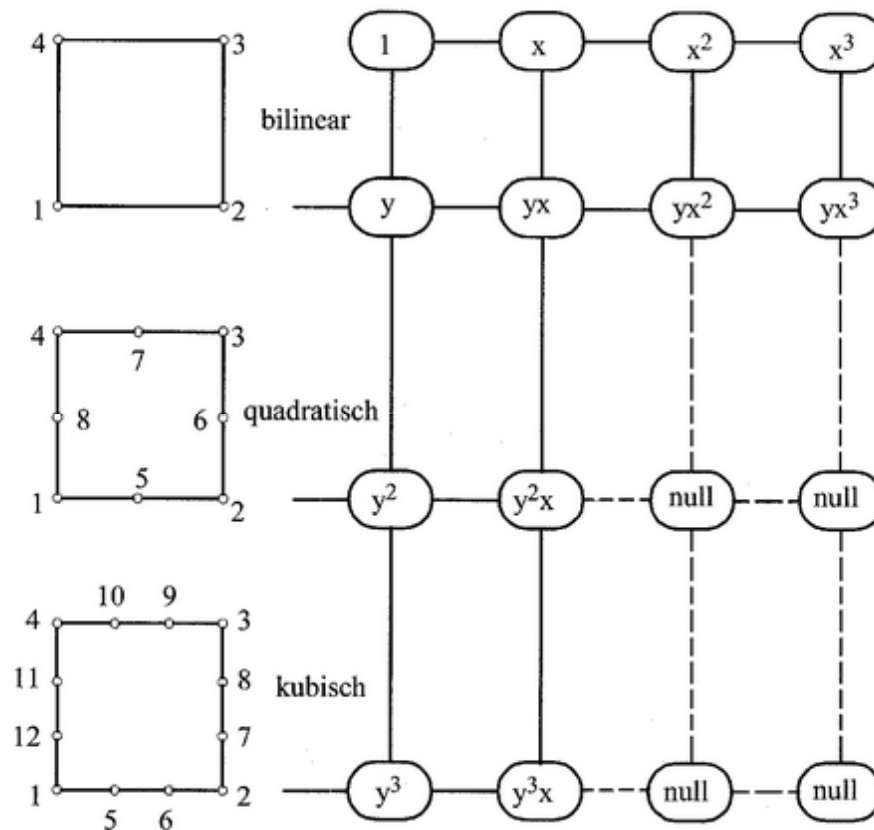 4 3 1 x x² x³
bilinear
1 2 y yx yx² yx³
4 3
7
8 6 quadratisch
5
1 2 y² y²x null null
10 9
4 3
11 8
kubisch
12 7
1 2 y³ y³x null null
5 6